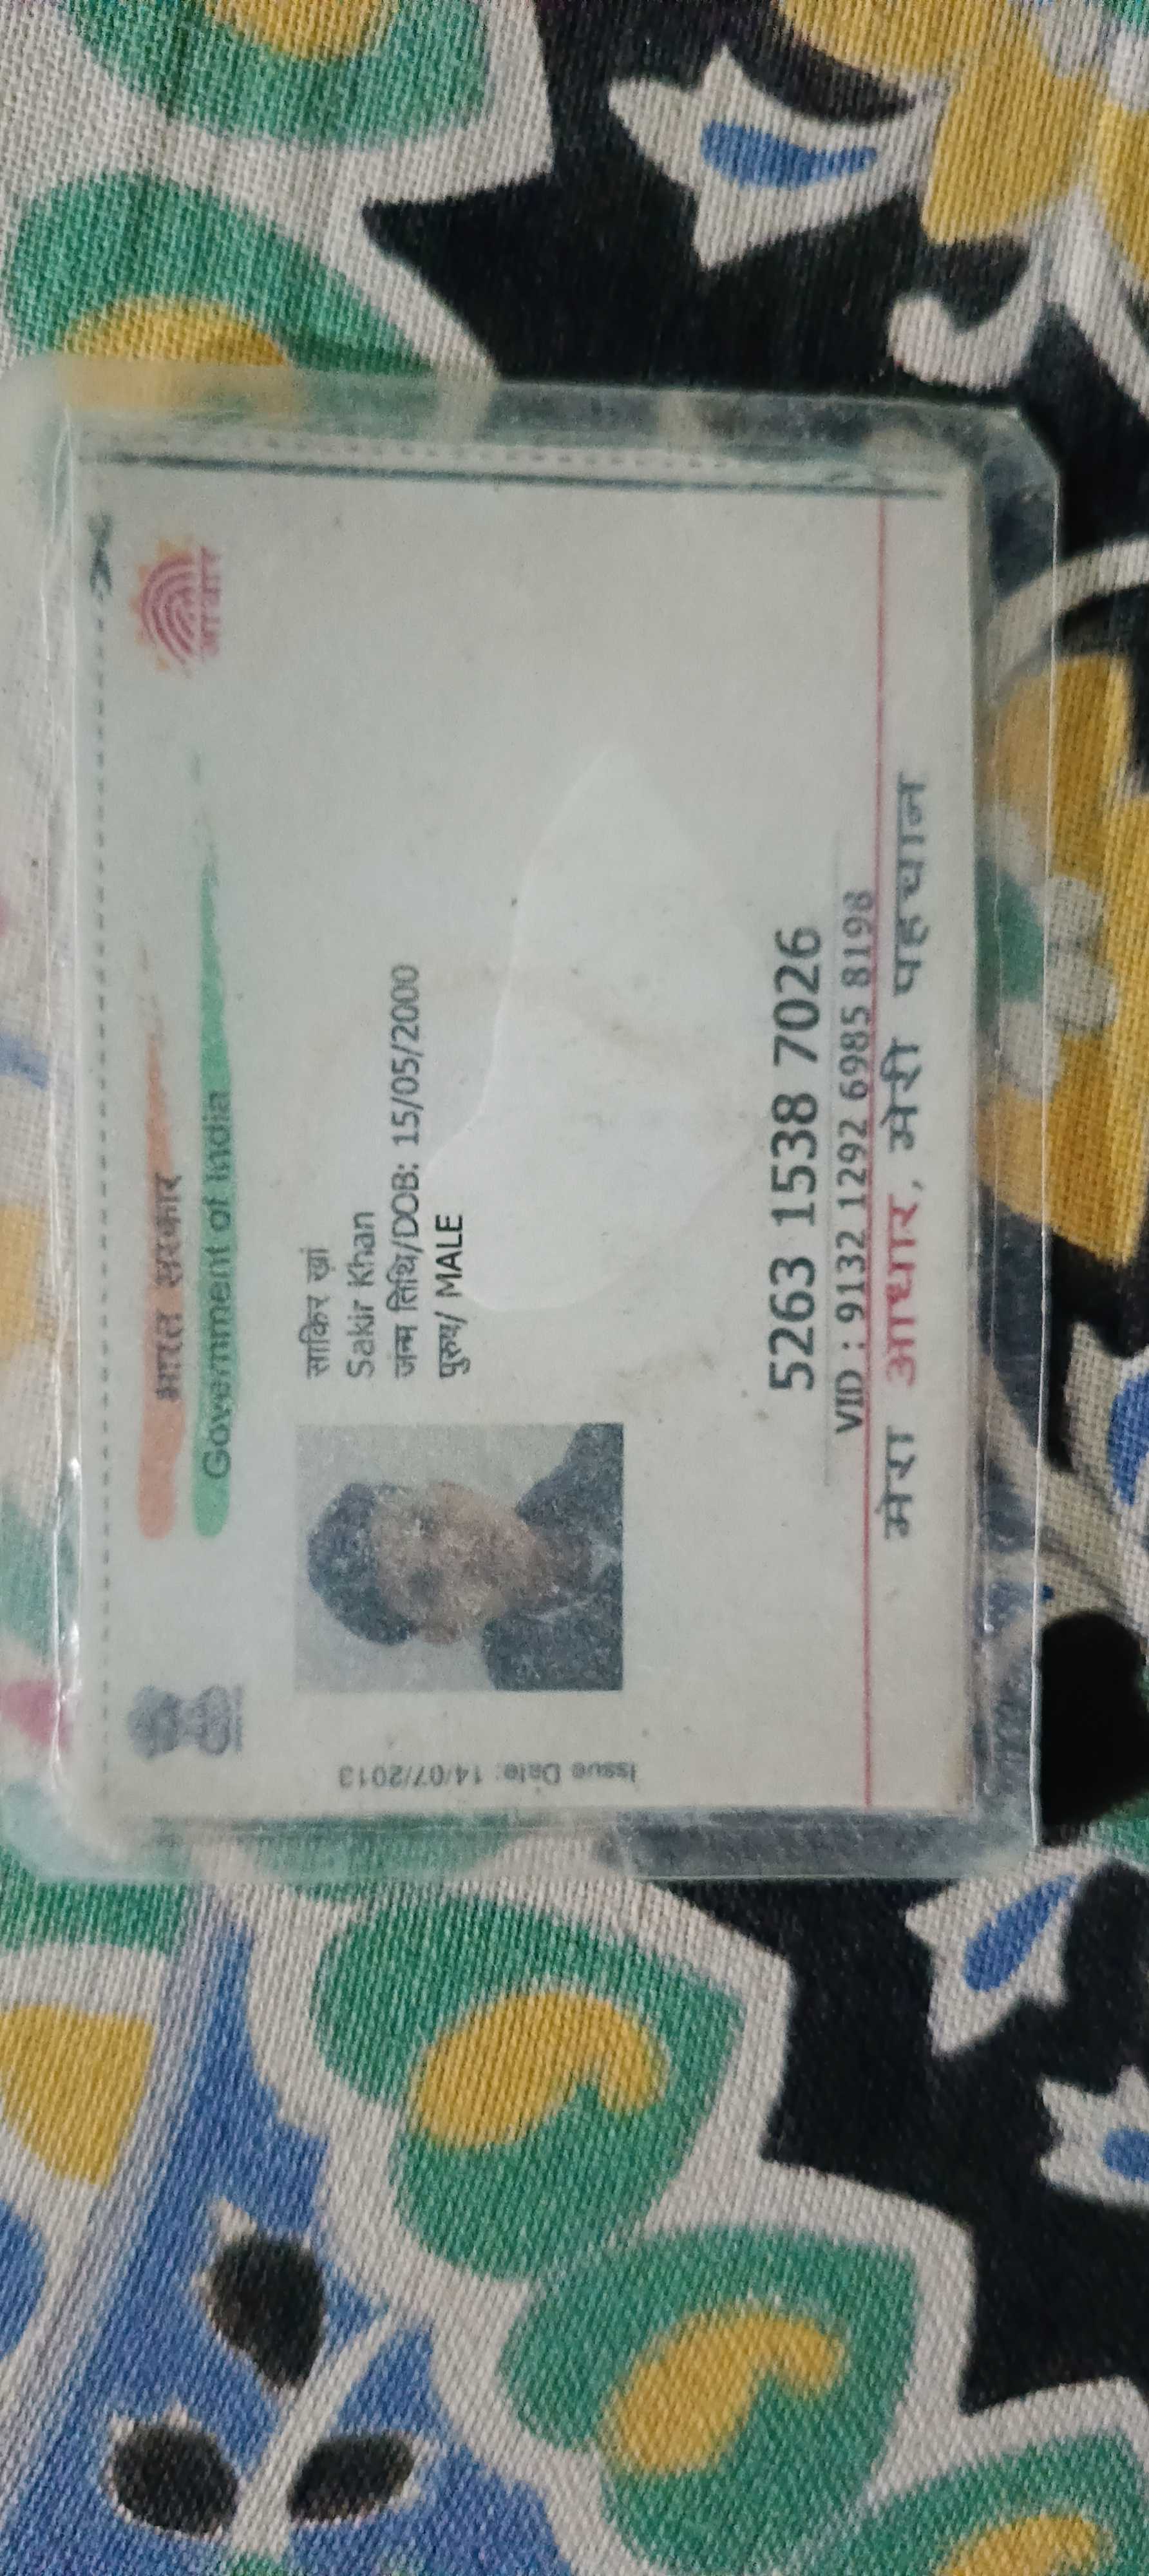 भारत सरकार
Government of India
Issue Date: 14/07/2013
साकिर खां
Sakir Khan
जन्म तिथि/DOB: 15/05/2000
पुरुष/ MALE
5263 1538 7026
VID : 9132 1292 6985 8198
मेरा आधार, मेरी पहचान
आधार